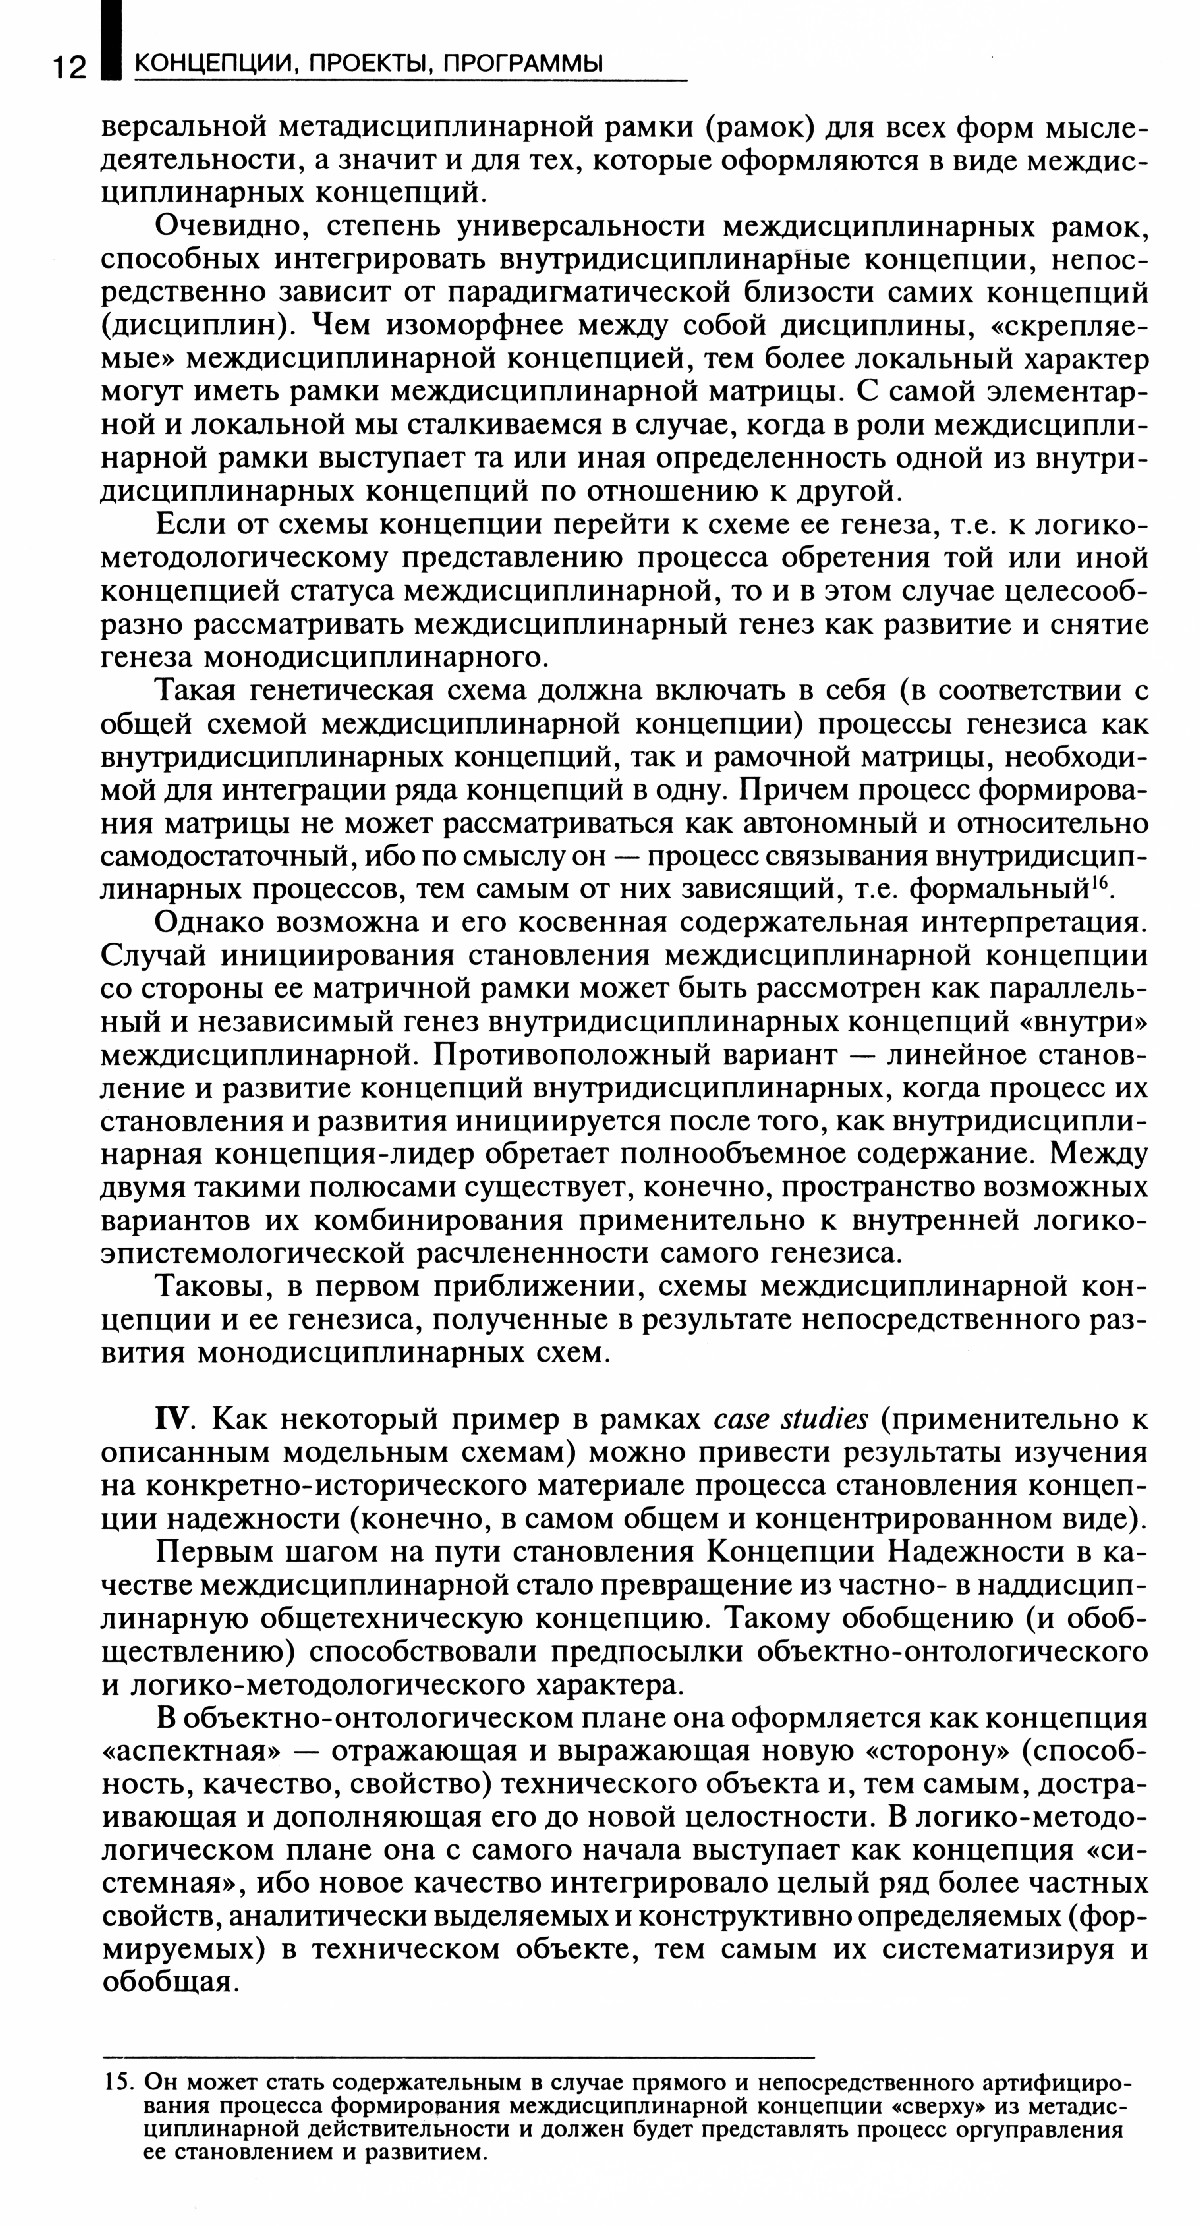 12 КОНЦЕПЦИИ, ПРОЕКТЫ, ПРОГРАММЫ
версальной метадисциплинарной рамки (рамок) для всех форм мысле-
деятельности, а значит и для тех, которые оформляются в виде междис-
циплинарных концепций.
Очевидно, степень универсальности междисциплинарных рамок,
способных интегрировать внутридисциплинарные концепции, непос-
редственно зависит от парадигматической близости самих концепций
(дисциплин). Чем изоморфнее между собой дисциплины, «скрепляе-
мые» междисциплинарной концепцией, тем более локальный характер
могут иметь рамки междисциплинарной матрицы. С самой элементар-
ной и локальной мы сталкиваемся в случае, когда в роли междисципли-
нарной рамки выступает та или иная определенность одной из внутри-
дисциплинарных концепций по отношению к другой.
Если от схемы концепции перейти к схеме ее генеза, т.е. к логико-
методологическому представлению процесса обретения той или иной
концепцией статуса междисциплинарной, то и в этом случае целесооб-
разно рассматривать междисциплинарный генез как развитие и снятие
генеза монодисциплинарного.
Такая генетическая схема должна включать в себя (в соответствии с
общей схемой междисциплинарной концепции) процессы генезиса как
внутридисциплинарных концепций, так и рамочной матрицы, необходи-
мой для интеграции ряда концепций в одну. Причем процесс формирова-
ния матрицы не может рассматриваться как автономный и относительно
самодостаточный, ибо по смыслу он — процесс связывания внутридисцип-
линарных процессов, тем самым от них зависящий, т.е. формальный16.
Однако возможна и его косвенная содержательная интерпретация.
Случай инициирования становления междисциплинарной концепции
со стороны ее матричной рамки может быть рассмотрен как параллель-
ный и независимый генез внутридисциплинарных концепций «внутри»
междисциплинарной. Противоположный вариант — линейное станов-
ление и развитие концепций внутридисциплинарных, когда процесс их
становления и развития инициируется после того, как внутридисципли-
нарная концепция-лидер обретает полнообъемное содержание. Между
двумя такими полюсами существует, конечно, пространство возможных
вариантов их комбинирования применительно к внутренней логико-
эпистемологической расчлененности самого генезиса.
Таковы, в первом приближении, схемы междисциплинарной кон-
цепции и ее генезиса, полученные в результате непосредственного раз-
вития монодисциплинарных схем.
IV. Как некоторый пример в рамках case studies (применительно к
описанным модельным схемам) можно привести результаты изучения
на конкретно-исторического материале процесса становления концеп-
ции надежности (конечно, в самом общем и концентрированном виде).
Первым шагом на пути становления Концепции Надежности в ка-
честве междисциплинарной стало превращение из частно- в наддисцип-
линарную общетехническую концепцию. Такому обобщению (и обоб-
ществлению) способствовали предпосылки объектно-онтологического
и логико-методологического характера.
В объектно-онтологическом плане она оформляется как концепция
«аспектная» — отражающая и выражающая новую «сторону» (способ-
ность, качество, свойство) технического объекта и, тем самым, достра-
ивающая и дополняющая его до новой целостности. В логико-методо-
логическом плане она с самого начала выступает как концепция «си-
стемная», ибо новое качество интегрировало целый ряд более частных
свойств, аналитически выделяемых и конструктивно определяемых (фор-
мируемых) в техническом объекте, тем самым их систематизируя и
обобщая.
15. Он может стать содержательным в случае прямого и непосредственного артифициро-
вания процесса формирования междисциплинарной концепции «сверху» из метадис-
циплинарной действительности и должен будет представлять процесс оргуправления
ее становлением и развитием.